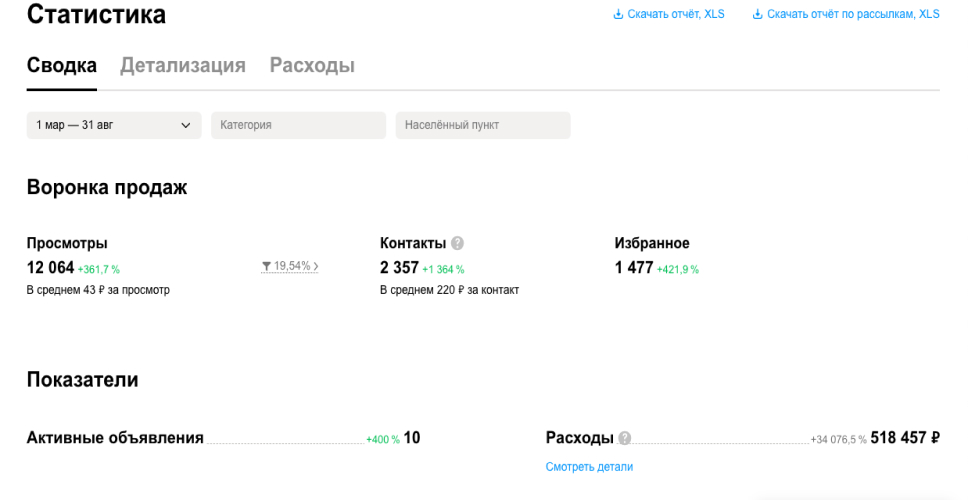 Статистика
Скачать отчёт, XLS Скачать отчёт по рассылкам, XLS
Сводка Детализация Расходы
1 мар — 31 авг Категория Населённый пункт
Воронка продаж
Просмотры Контакты ? Избранное
12 064 +361,7 % 19,54% 2 357 +1 364 % 1 477 +421,9 %
В среднем 43 ₽ за просмотр В среднем 220 ₽ за контакт
Показатели
Активные объявления +400 % 10 Расходы ? +34 076,5 % 518 457 ₽
Смотреть детали